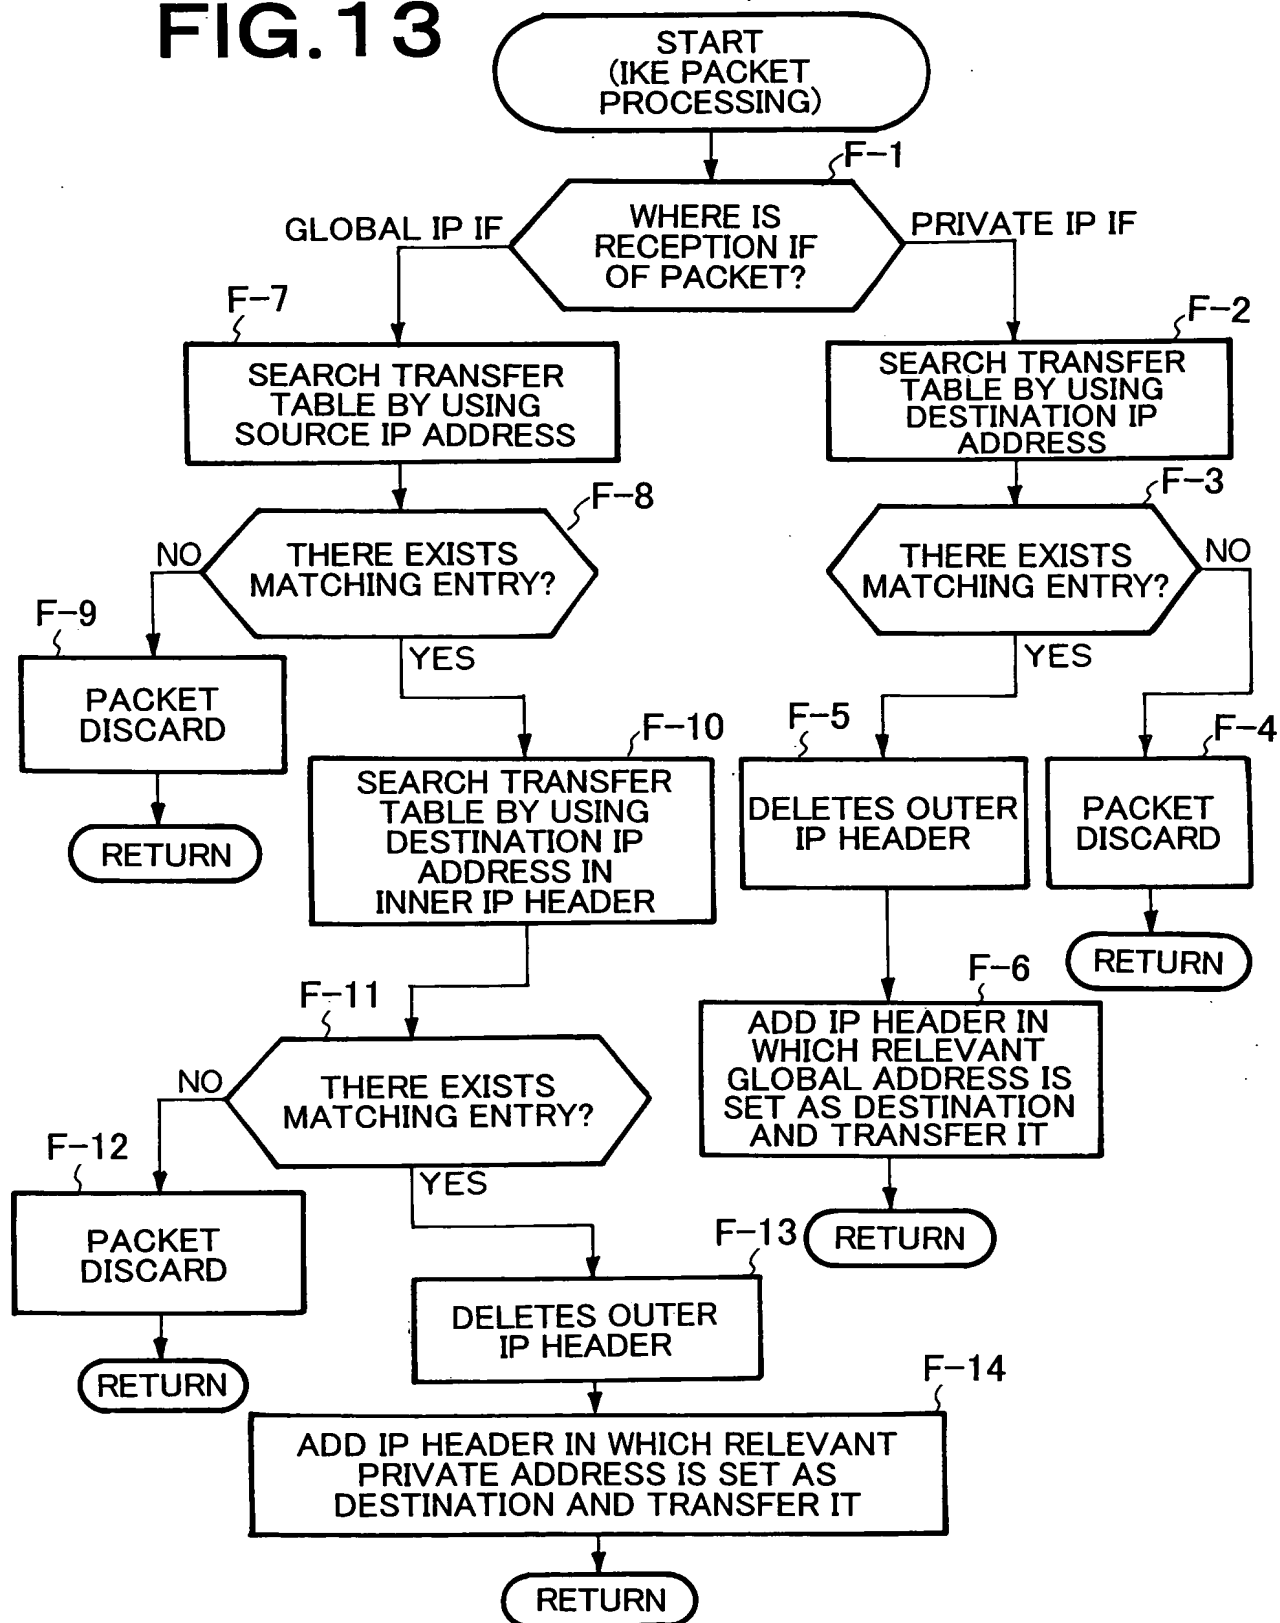 FIG.13
START
(IKE PACKET
PROCESSING)
F-1
WHERE IS
RECEPTION IF
OF PACKET?
GLOBAL IP IF
PRIVATE IP IF
F-7
SEARCH TRANSFER
TABLE BY USING
SOURCE IP ADDRESS
F-2
SEARCH TRANSFER
TABLE BY USING
DESTINATION IP
ADDRESS
F-8
THERE EXISTS
MATCHING ENTRY?
NO
YES
F-3
THERE EXISTS
MATCHING ENTRY?
NO
YES
F-9
PACKET
DISCARD
RETURN
F-10
SEARCH TRANSFER
TABLE BY USING
DESTINATION IP
ADDRESS IN
INNER IP HEADER
F-5
DELETES OUTER
IP HEADER
F-4
PACKET
DISCARD
RETURN
F-6
ADD IP HEADER IN
WHICH RELEVANT
GLOBAL ADDRESS IS
SET AS DESTINATION
AND TRANSFER IT
RETURN
F-11
THERE EXISTS
MATCHING ENTRY?
NO
YES
F-12
PACKET
DISCARD
RETURN
F-13
DELETES OUTER
IP HEADER
F-14
ADD IP HEADER IN WHICH RELEVANT
PRIVATE ADDRESS IS SET AS
DESTINATION AND TRANSFER IT
RETURN